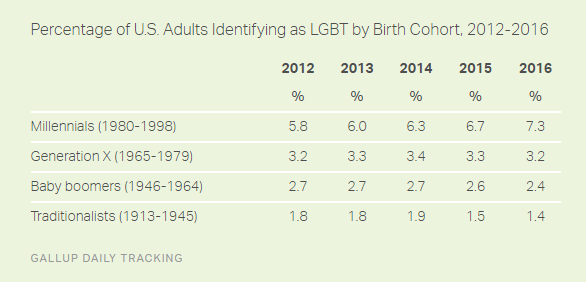 Percentage of U.S. Adults Identifying as LGBT by Birth Cohort, 2012-2016
2012 2013 2014 2015 2016
% % % % %
Millennials (1980-1998) 5.8 6.0 6.3 6.7 7.3
Generation X (1965-1979) 3.2 3.3 3.4 3.3 3.2
Baby boomers (1946-1964) 2.7 2.7 2.7 2.6 2.4
Traditionalists (1913-1945) 1.8 1.8 1.9 1.5 1.4
GALLUP DAILY TRACKING